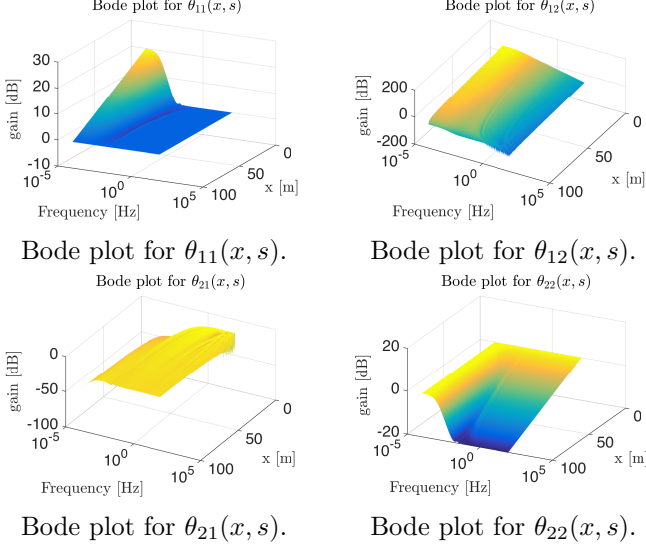 Bode plot for θ11(x, s)
30
20
10
0
-10
gain [dB]
10^-5
10^0
10^5
Frequency [Hz]
100
50
0
x [m]
Bode plot for θ11(x, s).
Bode plot for θ12(x, s)
200
0
-200
gain [dB]
10^-5
10^0
10^5
Frequency [Hz]
100
50
0
x [m]
Bode plot for θ12(x, s).
Bode plot for θ21(x, s)
0
-50
-100
gain [dB]
10^-5
10^0
10^5
Frequency [Hz]
100
50
0
x [m]
Bode plot for θ21(x, s).
Bode plot for θ22(x, s)
20
0
-20
gain [dB]
10^-5
10^0
10^5
Frequency [Hz]
100
50
0
x [m]
Bode plot for θ22(x, s).